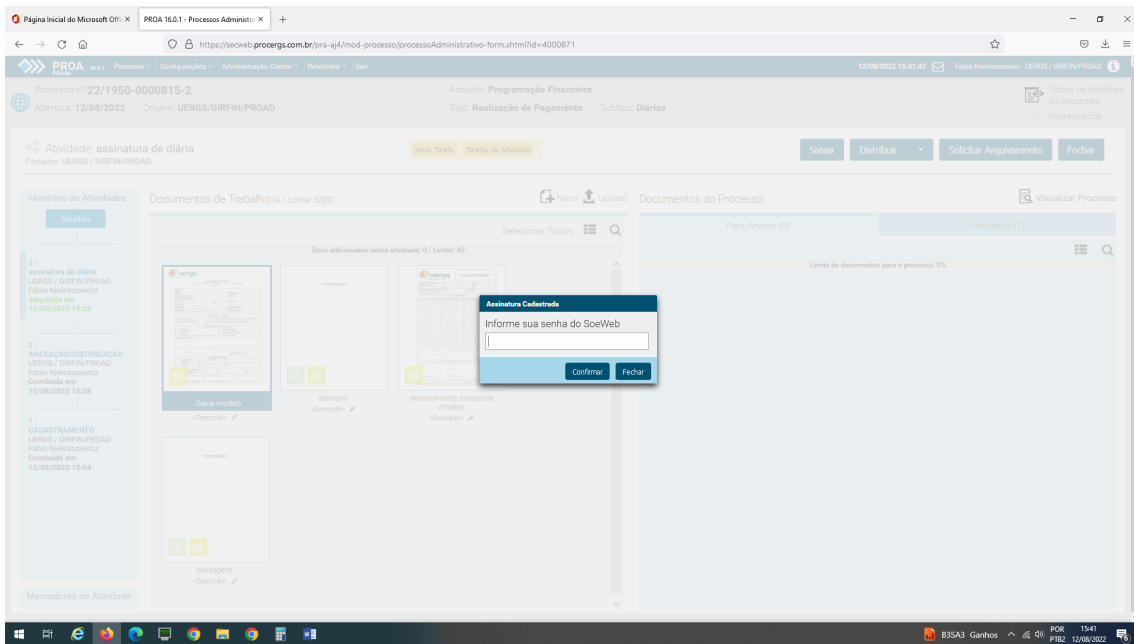 Página Inicial do Microsoft Offic
PROA 16.0.1 - Processos Administra
https://secweb.procergs.com.br/pra-aj4/mod-processo/processoAdministrativo-form.xhtml?id=4000871
PROA 16.0.1 Processo Configurações Administração Cliente Relatórios Sair
12/08/2022 15:41:42 Fábio Niekraszewicz - UERGS / DIRFIN/PROAD
Processo nº 22/1950-0000815-2
Assunto: Programação Financeira
Todos os detalhes do processo
Abertura: 12/08/2022 Origem: UERGS/DIRFIN/PROAD
Tipo: Realização de Pagamento Subtipo: Diárias
Interessados
Atividade: assinatura de diária
Portador: UERGS / DIRFIN/PROAD
Nova Tarefa Tarefas da Atividade
Salvar Distribuir Solicitar Arquivamento Fechar
Histórico de Atividades
Detalhes
3 |
assinatura de diária
UERGS / DIRFIN/PROAD
Fábio Niekraszewicz
Adquirida em
12/08/2022 15:28
2 |
ANEXAÇÃO/DISTRIBUIÇÃO
UERGS / DIRFIN/PROAD
Fábio Niekraszewicz
Concluída em
12/08/2022 15:28
1 |
CADASTRAMENTO
UERGS / DIRFIN/PROAD
Fábio Niekraszewicz
Concluída em
12/08/2022 15:04
Marcadores de Atividade
Documentos de Trabalho (4 / Limite: 5000)
Novo Upload
Selecionar Todos
Docs adicionados nesta atividade: 0 / Limite: 40
uergs
uergs
Diaria modelo
<Descrição>
atestado
<Descrição>
ressarcimento transporte
modelo
<Descrição>
passagens
<Descrição>
Documentos do Processo
Visualizar Processo
Para Anexar (0)
Anexados (1)
Limite de documentos para o processo: 0%
Assinatura Cadastrada
Informe sua senha do SoeWeb
Confirmar Fechar
B3SA3 Ganhos
POR
PTB2
15:41
12/08/2022